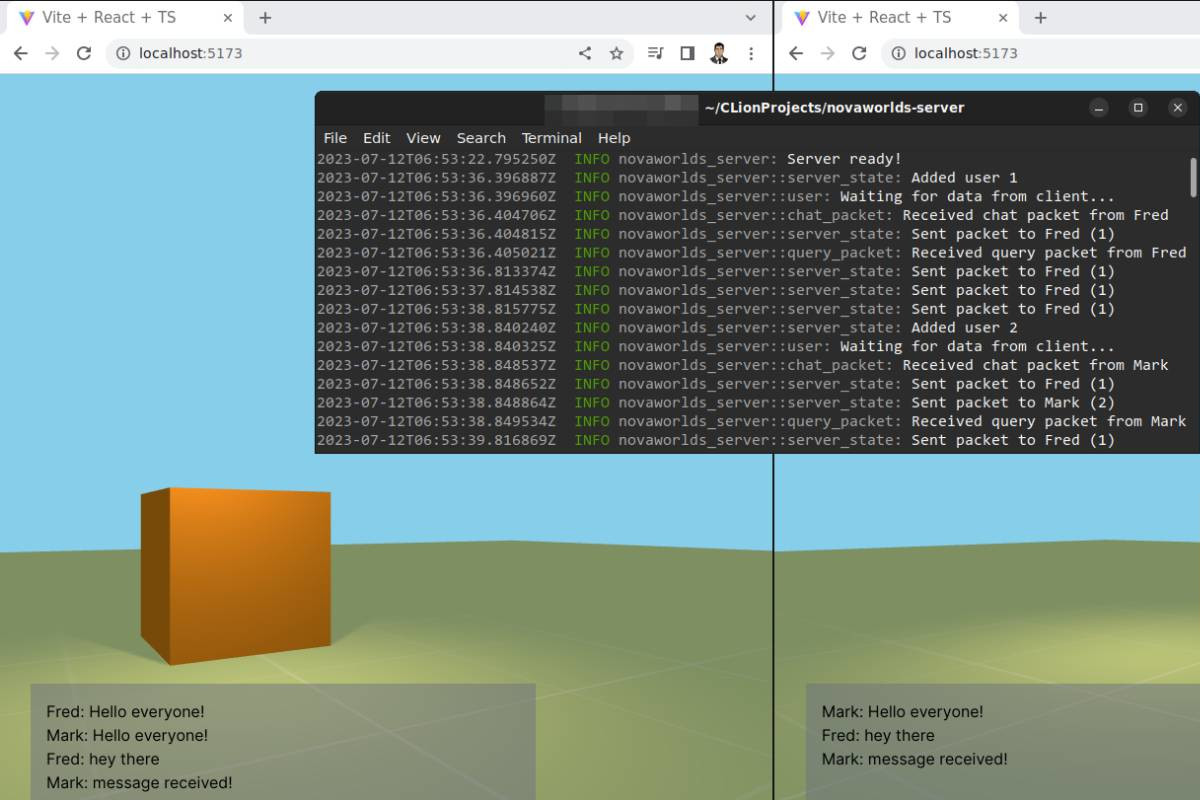 Vite + React + TS
Vite + React + TS
localhost:5173
localhost:5173
~/CLionProjects/novaworlds-server
File Edit View Search Terminal Help
2023-07-12T06:53:22.795250Z  INFO novaworlds_server: Server ready!
2023-07-12T06:53:36.396887Z  INFO novaworlds_server::server_state: Added user 1
2023-07-12T06:53:36.396960Z  INFO novaworlds_server::user: Waiting for data from client...
2023-07-12T06:53:36.404706Z  INFO novaworlds_server::chat_packet: Received chat packet from Fred
2023-07-12T06:53:36.404815Z  INFO novaworlds_server::server_state: Sent packet to Fred (1)
2023-07-12T06:53:36.405021Z  INFO novaworlds_server::query_packet: Received query packet from Fred
2023-07-12T06:53:36.813374Z  INFO novaworlds_server::server_state: Sent packet to Fred (1)
2023-07-12T06:53:37.814538Z  INFO novaworlds_server::server_state: Sent packet to Fred (1)
2023-07-12T06:53:38.815775Z  INFO novaworlds_server::server_state: Sent packet to Fred (1)
2023-07-12T06:53:38.840240Z  INFO novaworlds_server::server_state: Added user 2
2023-07-12T06:53:38.840325Z  INFO novaworlds_server::user: Waiting for data from client...
2023-07-12T06:53:38.848537Z  INFO novaworlds_server::chat_packet: Received chat packet from Mark
2023-07-12T06:53:38.848652Z  INFO novaworlds_server::server_state: Sent packet to Fred (1)
2023-07-12T06:53:38.848864Z  INFO novaworlds_server::server_state: Sent packet to Mark (2)
2023-07-12T06:53:38.849534Z  INFO novaworlds_server::query_packet: Received query packet from Mark
2023-07-12T06:53:39.816869Z  INFO novaworlds_server::server_state: Sent packet to Fred (1)
Fred: Hello everyone!
Mark: Hello everyone!
Fred: hey there
Mark: message received!
Mark: Hello everyone!
Fred: hey there
Mark: message received!